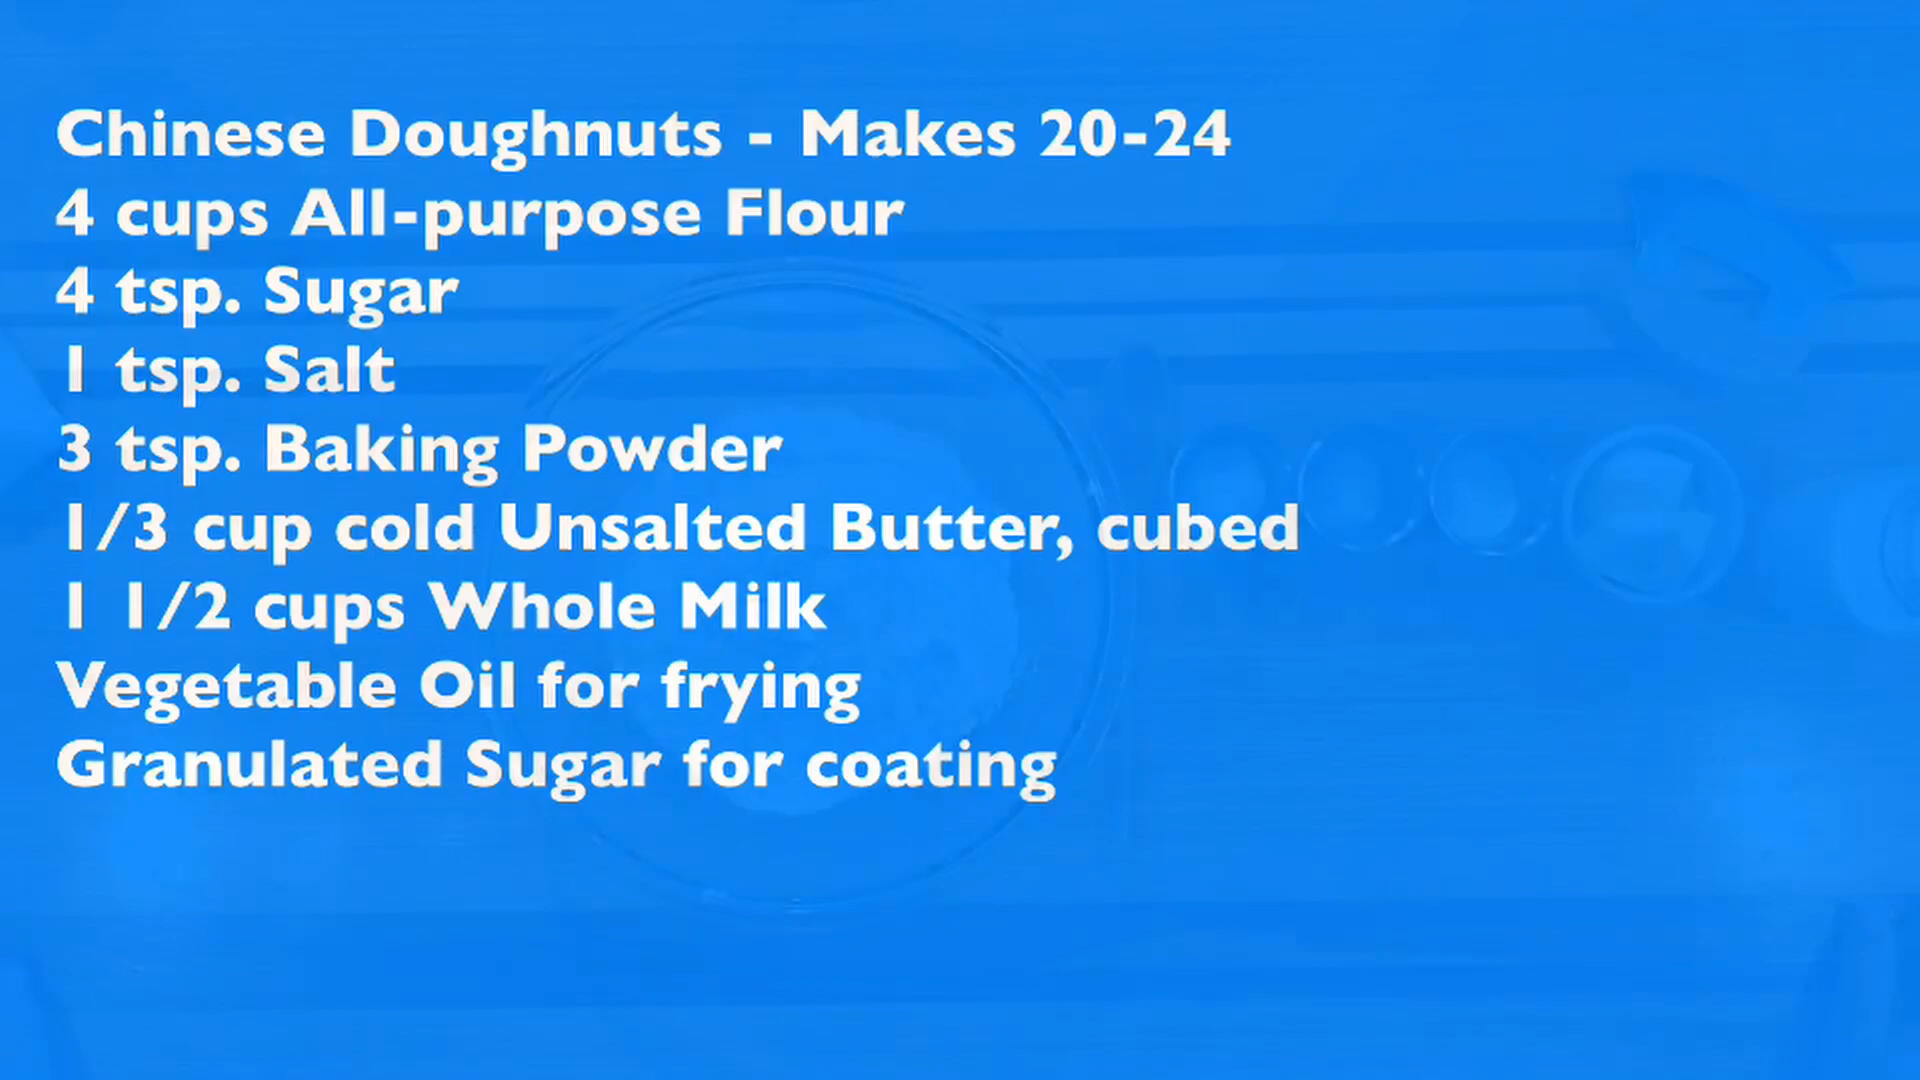 Chinese Doughnuts - Makes 20-24
4 cups All-purpose Flour
4 tsp. Sugar
1 tsp. Salt
3 tsp. Baking Powder
1/3 cup cold Unsalted Butter, cubed
1 1/2 cups Whole Milk
Vegetable Oil for frying
Granulated Sugar for coating